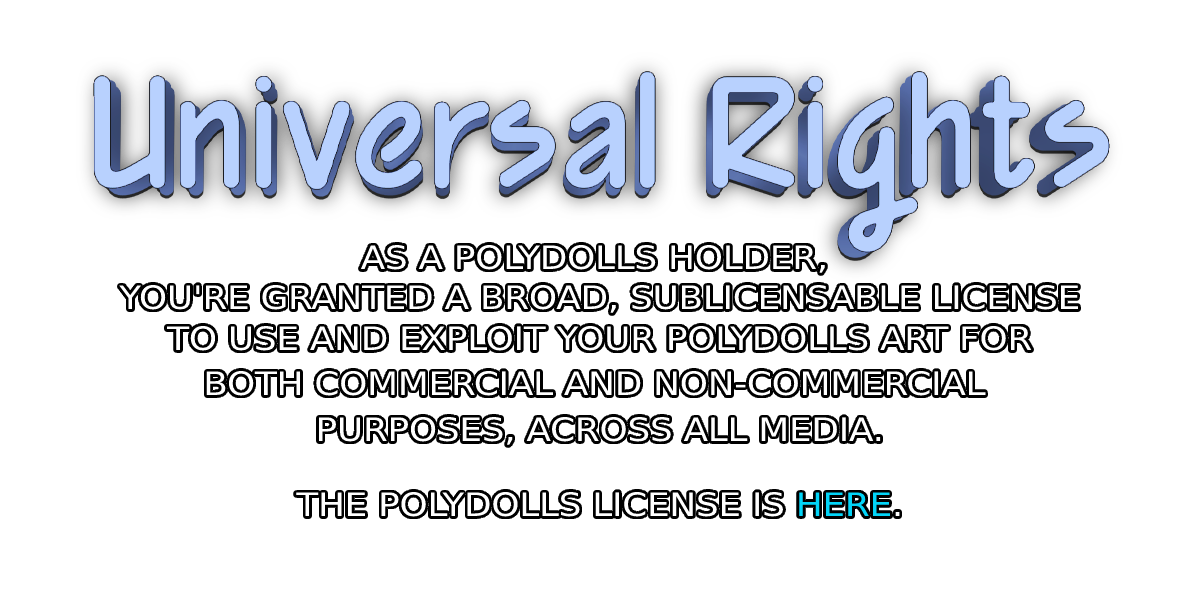 Universal Rights
AS A POLYDOLLS HOLDER,
YOU'RE GRANTED A BROAD, SUBLICENSABLE LICENSE
TO USE AND EXPLOIT YOUR POLYDOLLS ART FOR
BOTH COMMERCIAL AND NON-COMMERCIAL
PURPOSES, ACROSS ALL MEDIA.
THE POLYDOLLS LICENSE IS HERE.